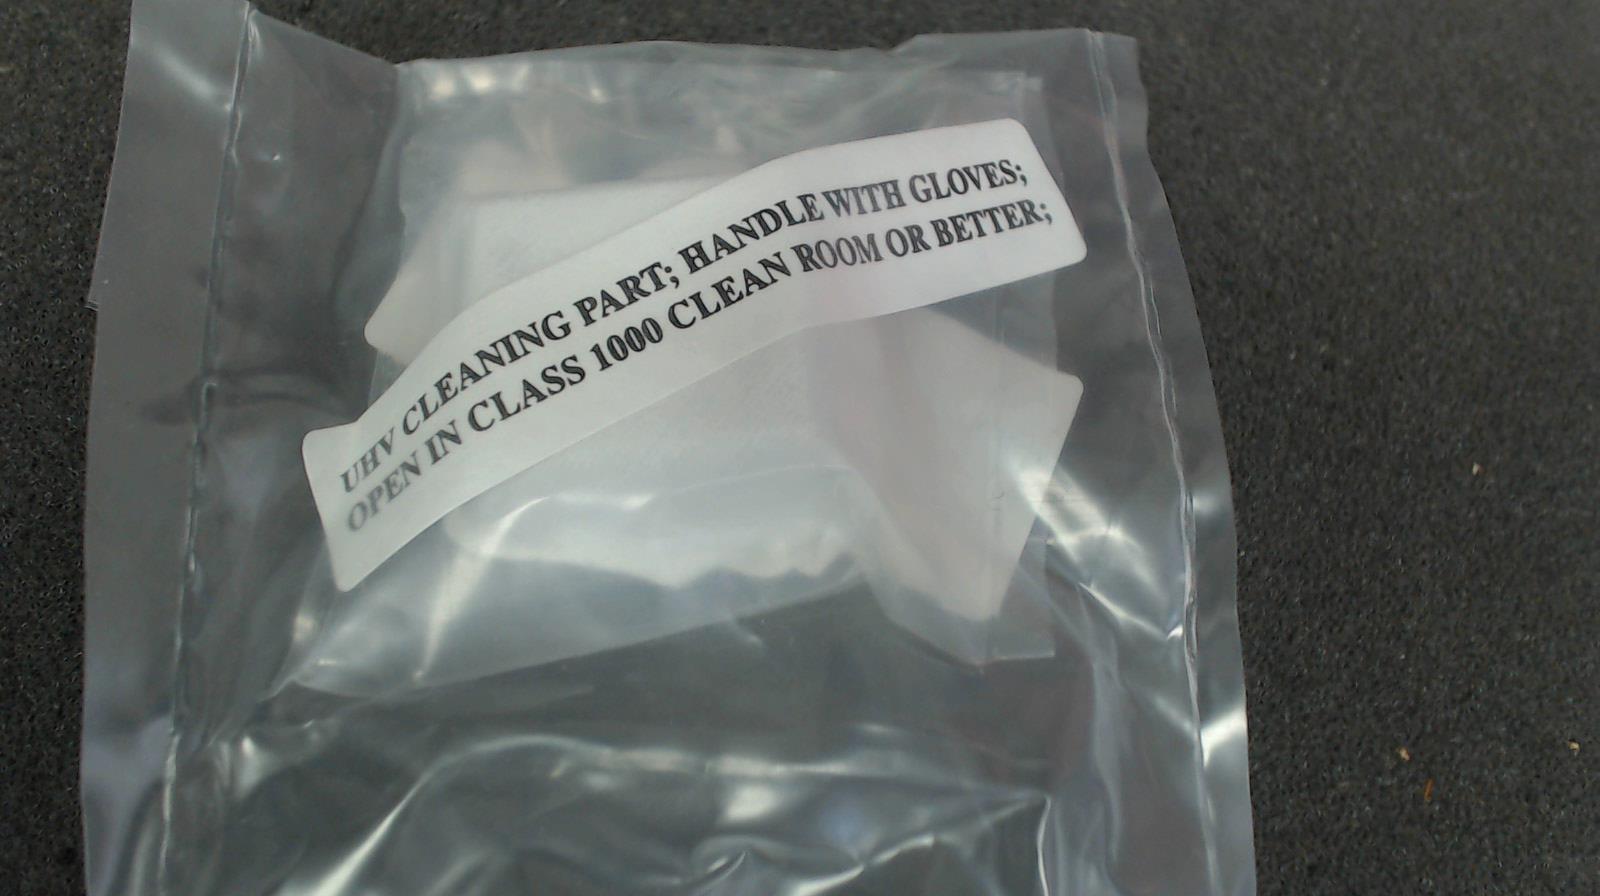 UHV CLEANING PART; HANDLE WITH GLOVES;
OPEN IN CLASS 1000 CLEAN ROOM OR BETTER;